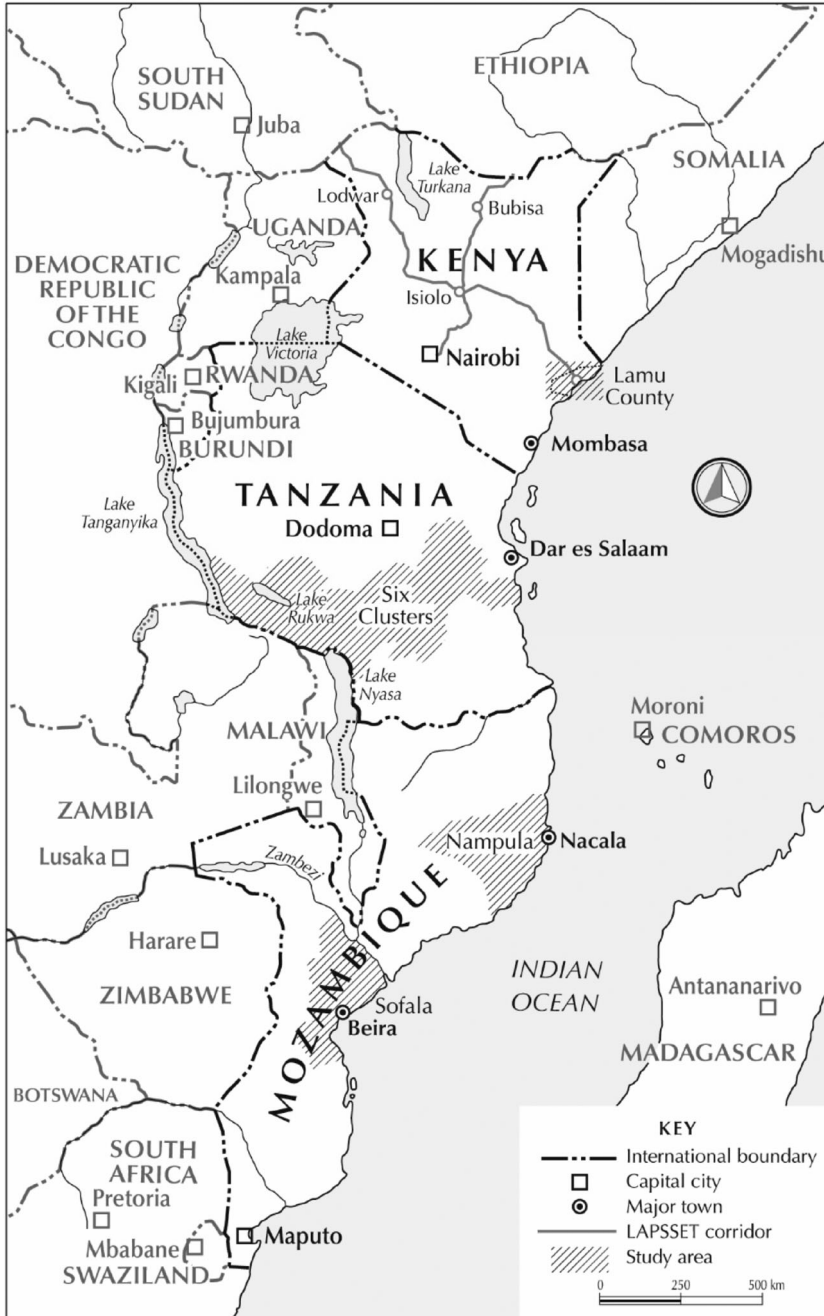 ETHIOPIA
SOUTH
SUDAN
Juba
SOMALIA
Lake
Turkana
Lodwar
Bubisa
UGANDA
Mogadishu
KENYA
DEMOCRATIC
REPUBLIC
OF THE
CONGO
Kampala
Isiolo
Lake
Victoria
Nairobi
Kigali
RWANDA
Lamu
County
Bujumbura
BURUNDI
Mombasa
Lake
Tanganyika
TANZANIA
Dodoma
Dar es Salaam
Lake
Rukwa
Six
Clusters
Lake
Nyasa
Moroni
COMOROS
MALAWI
Lilongwe
ZAMBIA
Lusaka
Nampula
Nacala
Zambezi
MOZAMBIQUE
Harare
INDIAN
OCEAN
Antananarivo
ZIMBABWE
Sofala
Beira
MADAGASCAR
BOTSWANA
SOUTH
AFRICA
Pretoria
Maputo
Mbabane
SWAZILAND
KEY
International boundary
Capital city
Major town
LAPSSET corridor
Study area
0 250 500 km